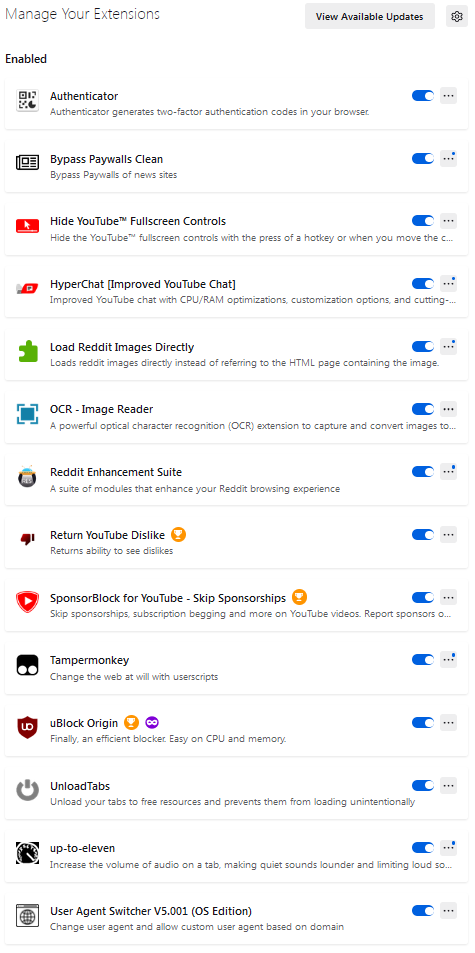 Manage Your Extensions
View Available Updates
Enabled
Authenticator
Authenticator generates two-factor authentication codes in your browser.
Bypass Paywalls Clean
Bypass Paywalls of news sites
Hide YouTube™ Fullscreen Controls
Hide the YouTube™ fullscreen controls with the press of a hotkey or when you move the c...
HyperChat [Improved YouTube Chat]
Improved YouTube chat with CPU/RAM optimizations, customization options, and cutting-...
Load Reddit Images Directly
Loads reddit images directly instead of referring to the HTML page containing the image.
OCR - Image Reader
A powerful optical character recognition (OCR) extension to capture and convert images to...
Reddit Enhancement Suite
A suite of modules that enhance your Reddit browsing experience
Return YouTube Dislike
Returns ability to see dislikes
SponsorBlock for YouTube - Skip Sponsorships
Skip sponsorships, subscription begging and more on YouTube videos. Report sponsors o...
Tampermonkey
Change the web at will with userscripts
uBlock Origin
Finally, an efficient blocker. Easy on CPU and memory.
UnloadTabs
Unload your tabs to free resources and prevents them from loading unintentionally
up-to-eleven
Increase the volume of audio on a tab, making quiet sounds lounder and limiting loud so...
User Agent Switcher V5.001 (OS Edition)
Change user agent and allow custom user agent based on domain